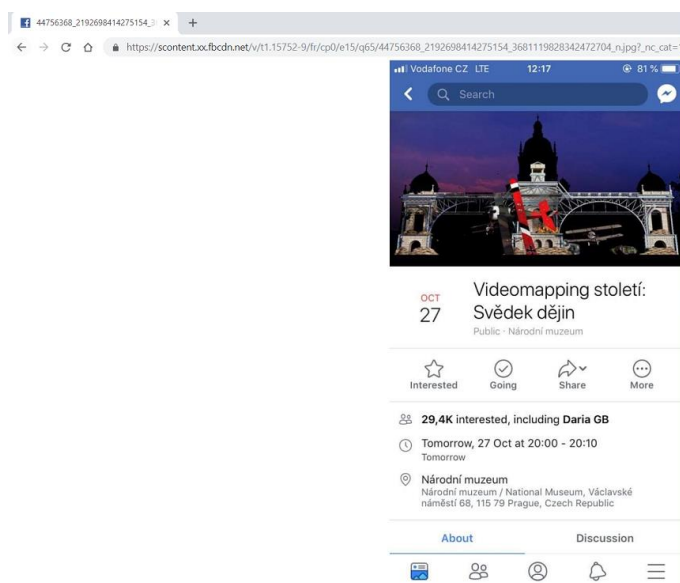 44756368_2192698414275154_3
https://scontent.xx.fbcdn.net/v/t1.15752-9/fr/cp0/e15/q65/44756368_2192698414275154_3681119828342472704_n.jpg?_nc_cat=1
Vodafone CZ LTE 12:17 81 %
Search
OCT
27
Videomapping století:
Svědek dějin
Public · Národní muzeum
Interested Going Share More
29,4K interested, including Daria GB
Tomorrow, 27 Oct at 20:00 - 20:10
Tomorrow
Národní muzeum
Národní muzeum / National Museum, Václavské
náměstí 68, 115 79 Prague, Czech Republic
About Discussion